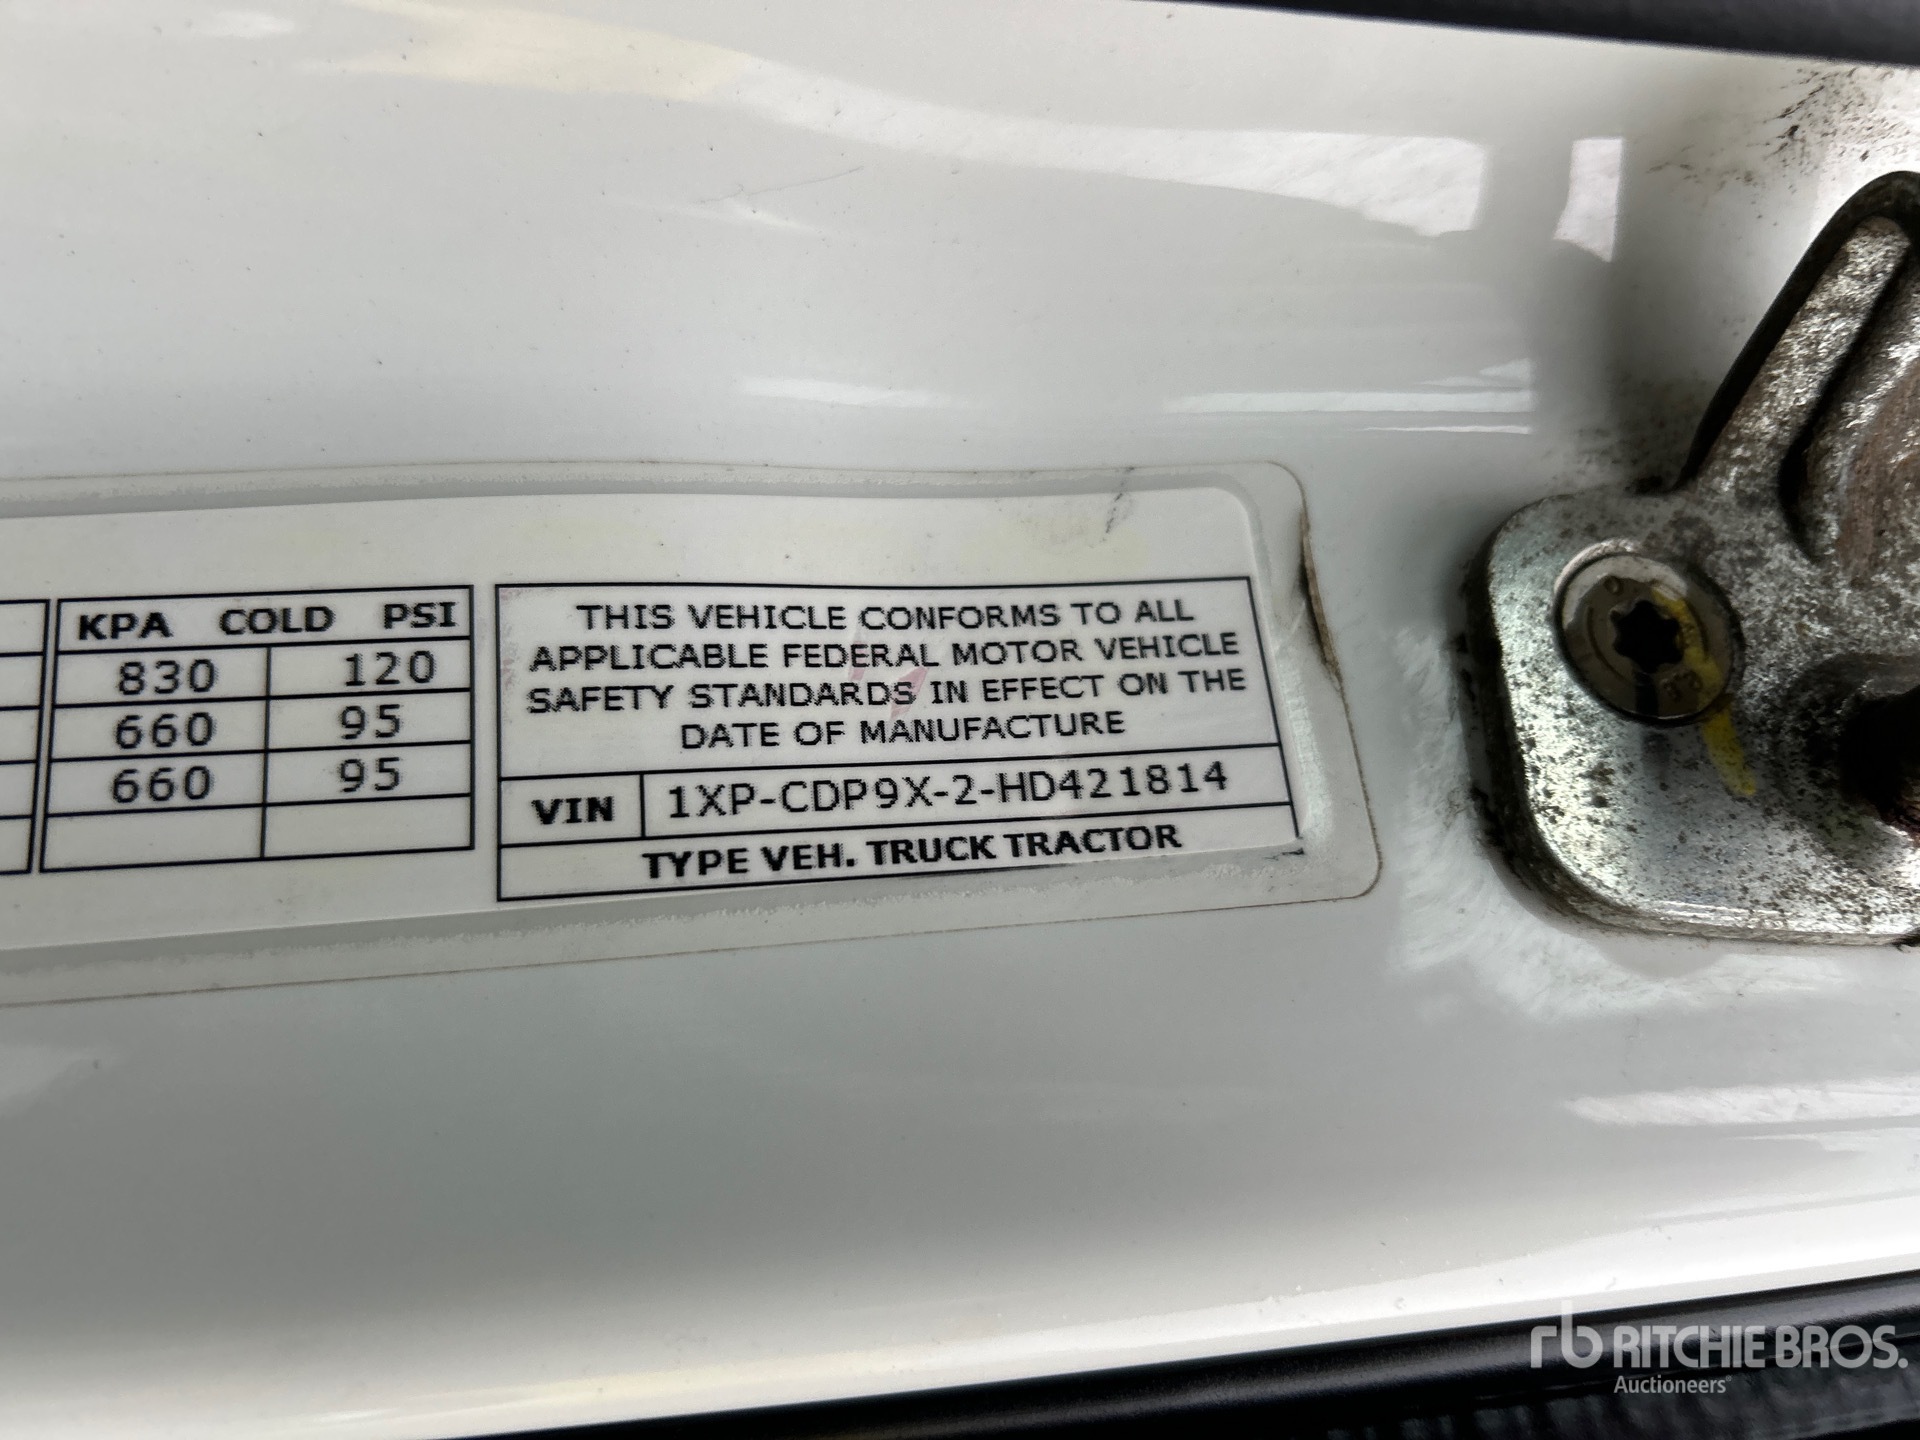 KPA COLD PSI
830 120
660 95
660 95
THIS VEHICLE CONFORMS TO ALL
APPLICABLE FEDERAL MOTOR VEHICLE
SAFETY STANDARDS IN EFFECT ON THE
DATE OF MANUFACTURE
VIN 1XP-CDP9X-2-HD421814
TYPE VEH. TRUCK TRACTOR
rb RITCHIE BROS.
Auctioneers